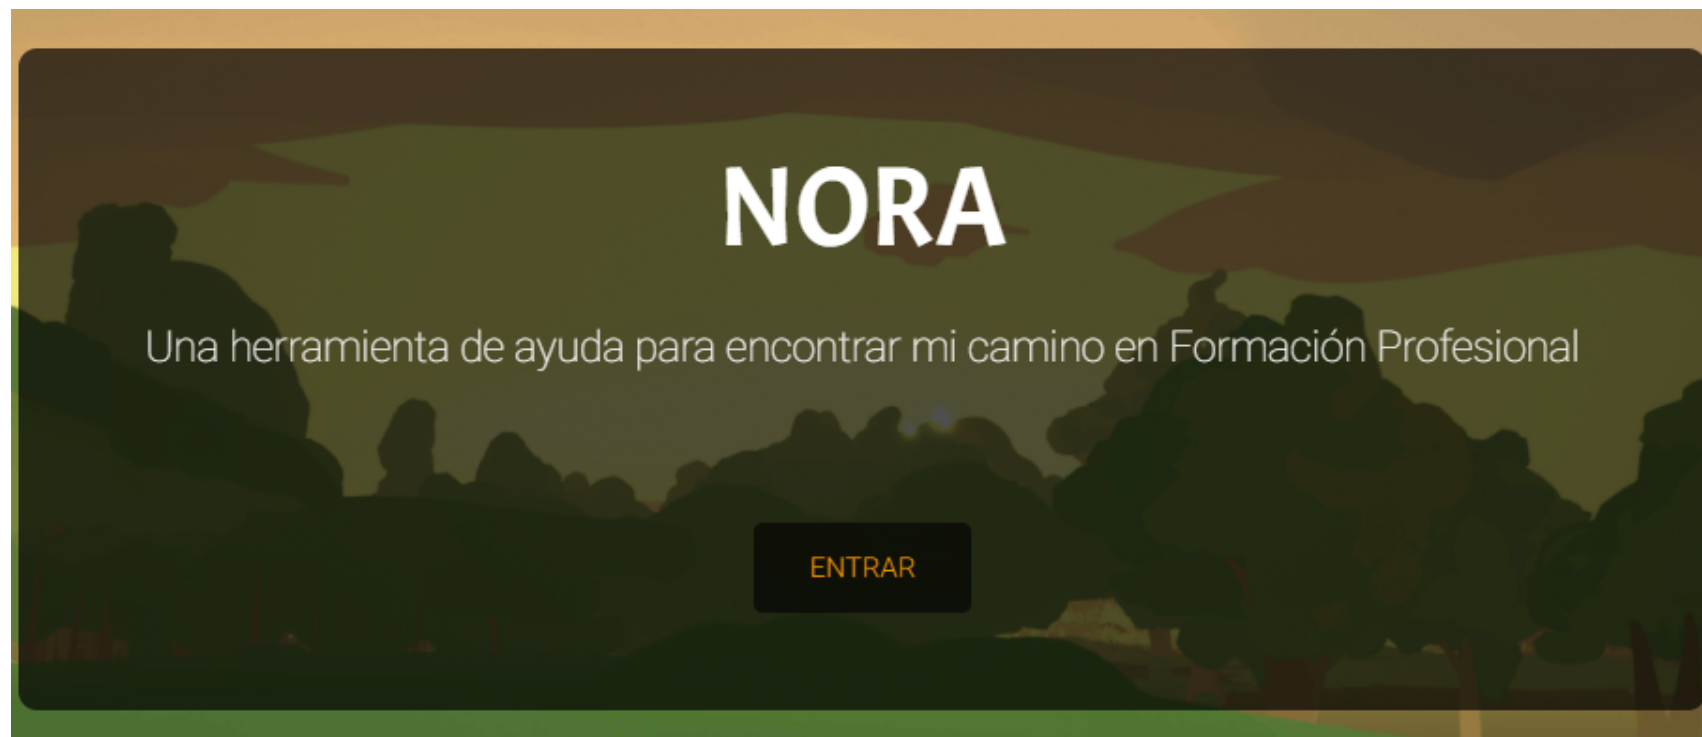 NORA
Una herramienta de ayuda para encontrar mi camino en Formación Profesional
ENTRAR